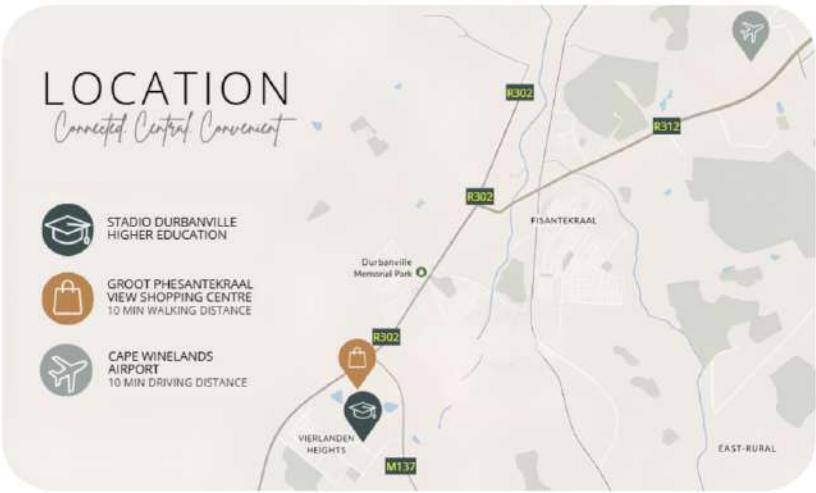 LOCATION
Connected. Central. Convenient
STADIO DURBANVILLE
HIGHER EDUCATION
GROOT PHESANTEKRAAL
VIEW SHOPPING CENTRE
10 MIN WALKING DISTANCE
CAPE WINELANDS
AIRPORT
10 MIN DRIVING DISTANCE
R302
R312
R302
FISANTEKRAAL
Durbanville
Memorial Park
R302
VIERLANDEN
HEIGHTS
M137
EAST-RURAL